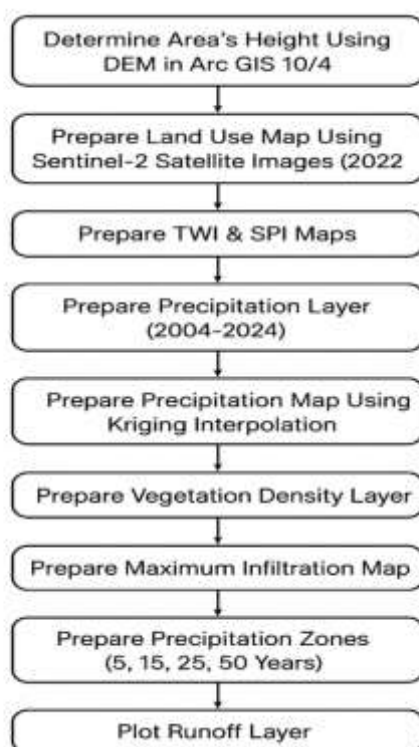 Determine Area's Height Using
DEM in Arc GIS 10/4
Prepare Land Use Map Using
Sentinel-2 Satellite Images (2022
Prepare TWI & SPI Maps
Prepare Precipitation Layer
(2004-2024)
Prepare Precipitation Map Using
Kriging Interpolation
Prepare Vegetation Density Layer
Prepare Maximum Infiltration Map
Prepare Precipitation Zones
(5, 15, 25, 50 Years)
Plot Runoff Layer